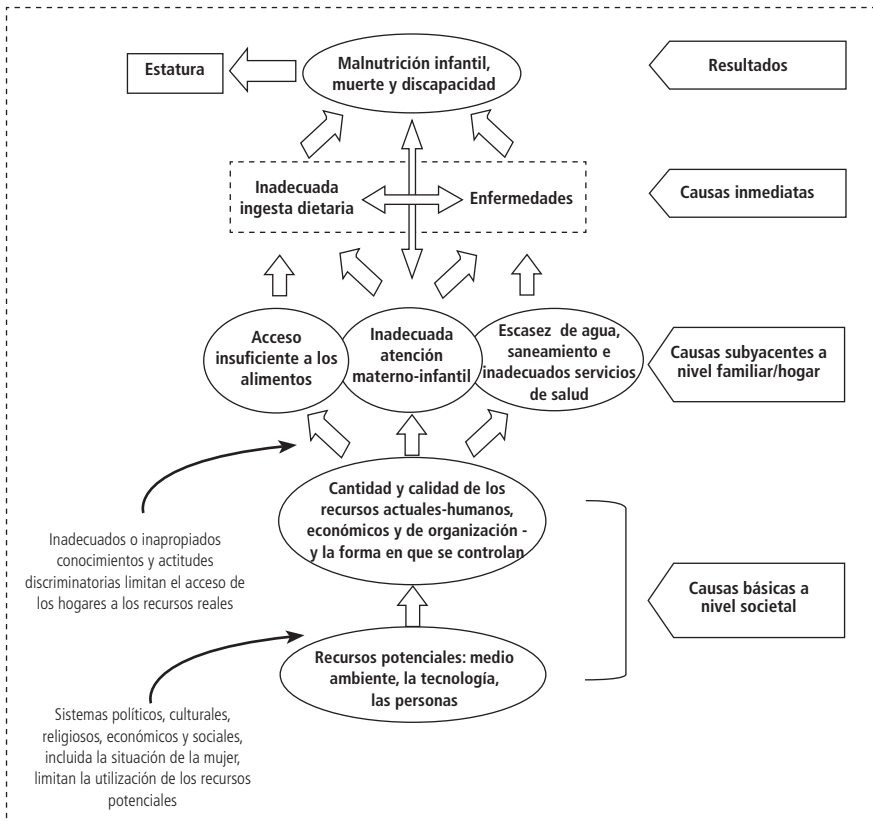 Estatura
Malnutrición infantil,
muerte y discapacidad
Resultados
Inadecuada
ingesta dietaria
Enfermedades
Causas inmediatas
Acceso
insuficiente a los
alimentos
Inadecuada
atención
materno-infantil
Escasez de agua,
saneamiento e
inadecuados servicios
de salud
Causas subyacentes a
nivel familiar/hogar
Cantidad y calidad de los
recursos actuales-humanos,
económicos y de organización -
y la forma en que se controlan
Inadecuados o inapropiados
conocimientos y actitudes
discriminatorias limitan el acceso de
los hogares a los recursos reales
Causas básicas a
nivel societal
Recursos potenciales: medio
ambiente, la tecnología,
las personas
Sistemas políticos, culturales,
religiosos, económicos y sociales,
incluida la situación de la mujer,
limitan la utilización de los recursos
potenciales